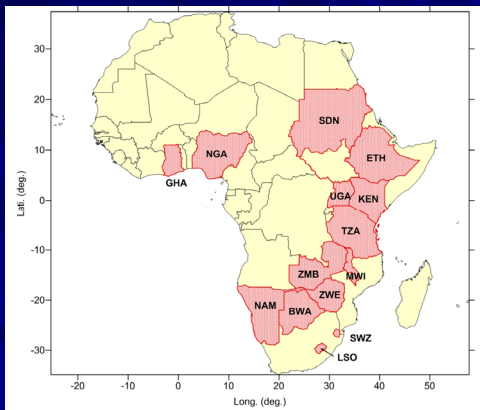 30
20
SDN
10
NGA
ETH
GHA
UGA
KEN
0
TZA
-10
ZMB
MWI
-20
NAM
ZWE
BWA
SWZ
-30
LSO
-20 -10 0 10 20 30 40 50
Long. (deg.)
Lati. (deg.)